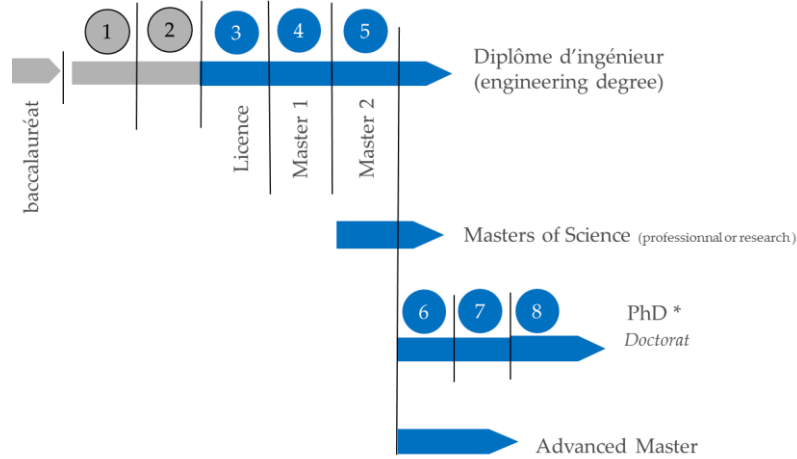 1
2
3
4
5
Diplôme d’ingénieur
(engineering degree)
baccalauréat
Licence
Master 1
Master 2
Masters of Science (professionnal or research)
6
7
8
PhD *
Doctorat
Advanced Master